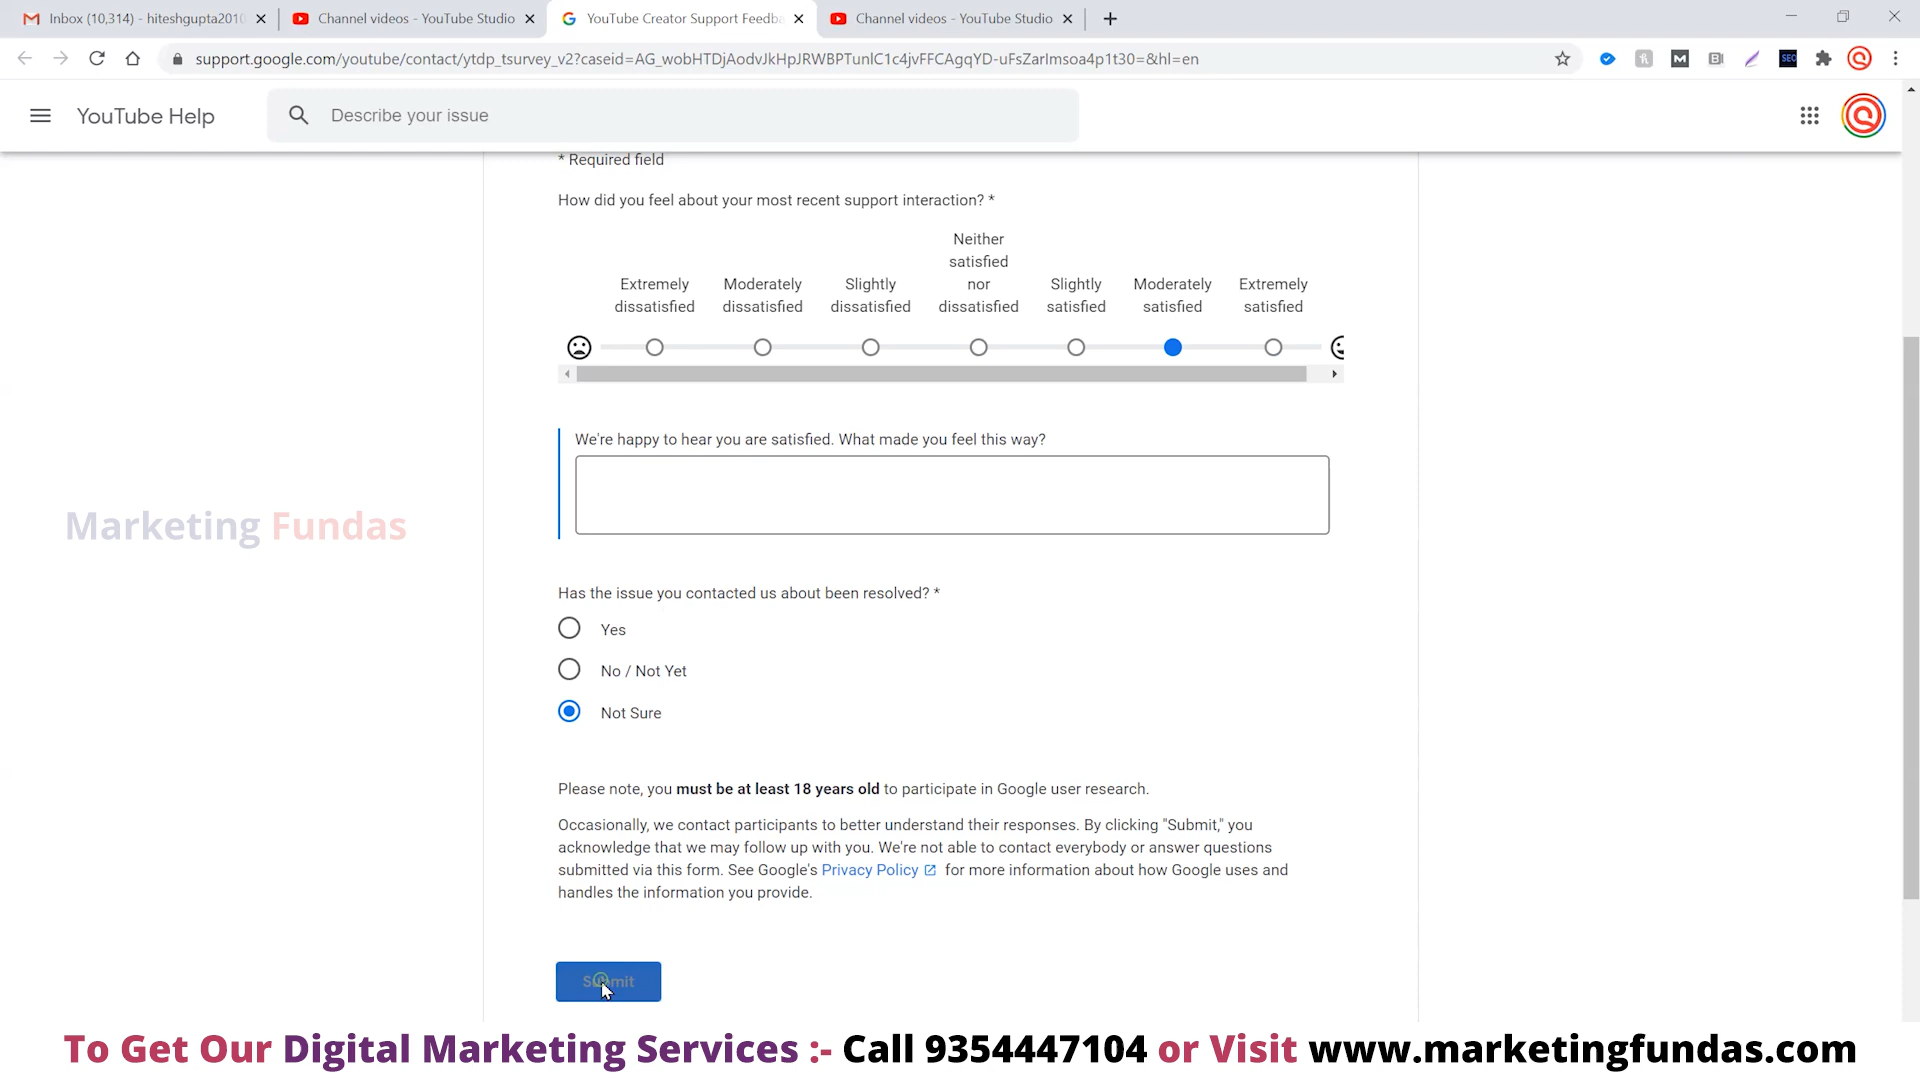 Inbox (10,314) - hiteshgupta2010
Channel videos - YouTube Studio
YouTube Creator Support Feedba
Channel videos - YouTube Studio
support.google.com/youtube/contact/ytdp_tsurvey_v2?caseid=AG_wobHTDjAodvJkHpJRWBPTunlC1c4jvFFCAgqYD-uFsZarImsoa4p1t30=&hl=en
SEO
YouTube Help
Describe your issue
* Required field
How did you feel about your most recent support interaction? *
Extremely dissatisfied
Moderately dissatisfied
Slightly dissatisfied
Neither satisfied nor dissatisfied
Slightly satisfied
Moderately satisfied
Extremely satisfied
We're happy to hear you are satisfied. What made you feel this way?
Marketing Fundas
Has the issue you contacted us about been resolved? *
Yes
No / Not Yet
Not Sure
Please note, you must be at least 18 years old to participate in Google user research.
Occasionally, we contact participants to better understand their responses. By clicking "Submit," you
acknowledge that we may follow up with you. We're not able to contact everybody or answer questions
submitted via this form. See Google's Privacy Policy for more information about how Google uses and
handles the information you provide.
Submit
To Get Our Digital Marketing Services :- Call 9354447104 or Visit www.marketingfundas.com